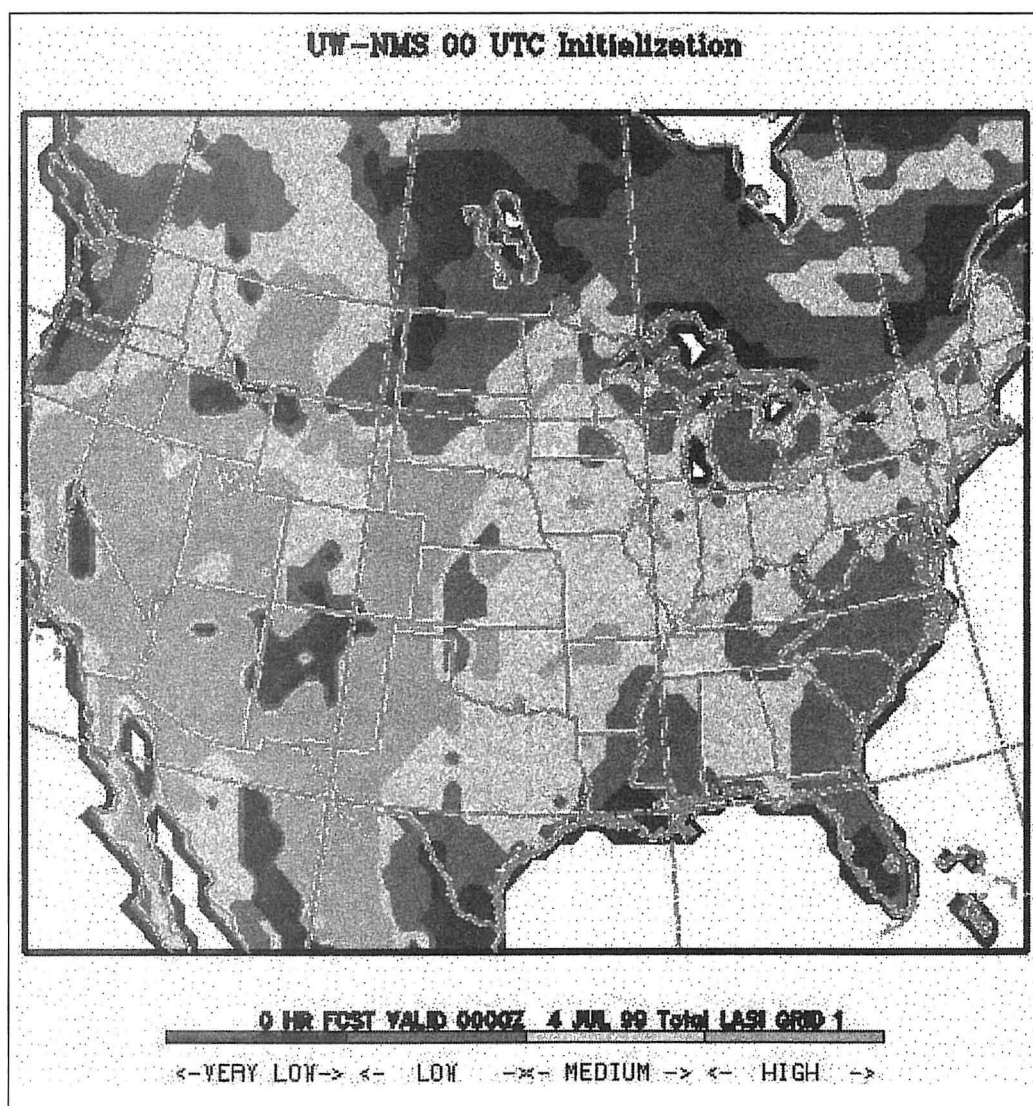 UW-NMS 00 UTC Initialization
0 HR FCST VALID 0000Z 4 JUL 99 Total LASI GRID 1
<-VERY LOW-> <- LOW -><- MEDIUM -> <- HIGH ->